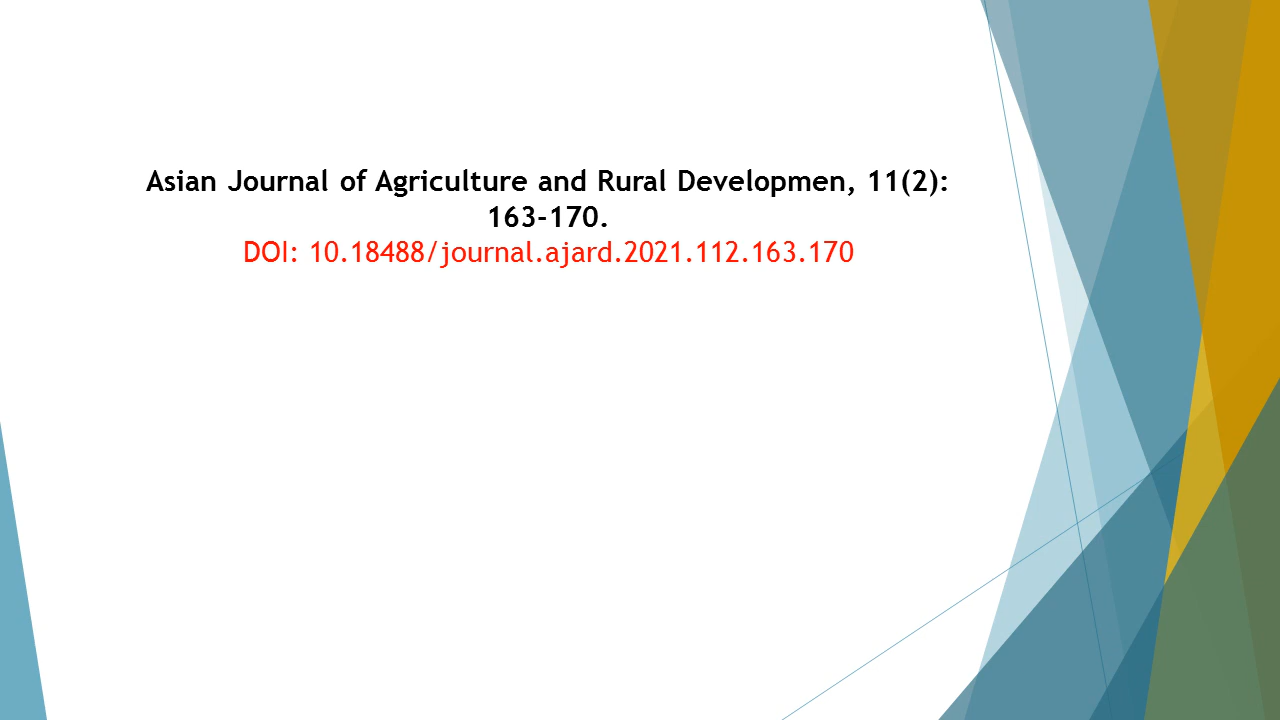 Asian Journal of Agriculture and Rural Developmen, 11(2):
163-170.
DOI: 10.18488/journal.ajard.2021.112.163.170